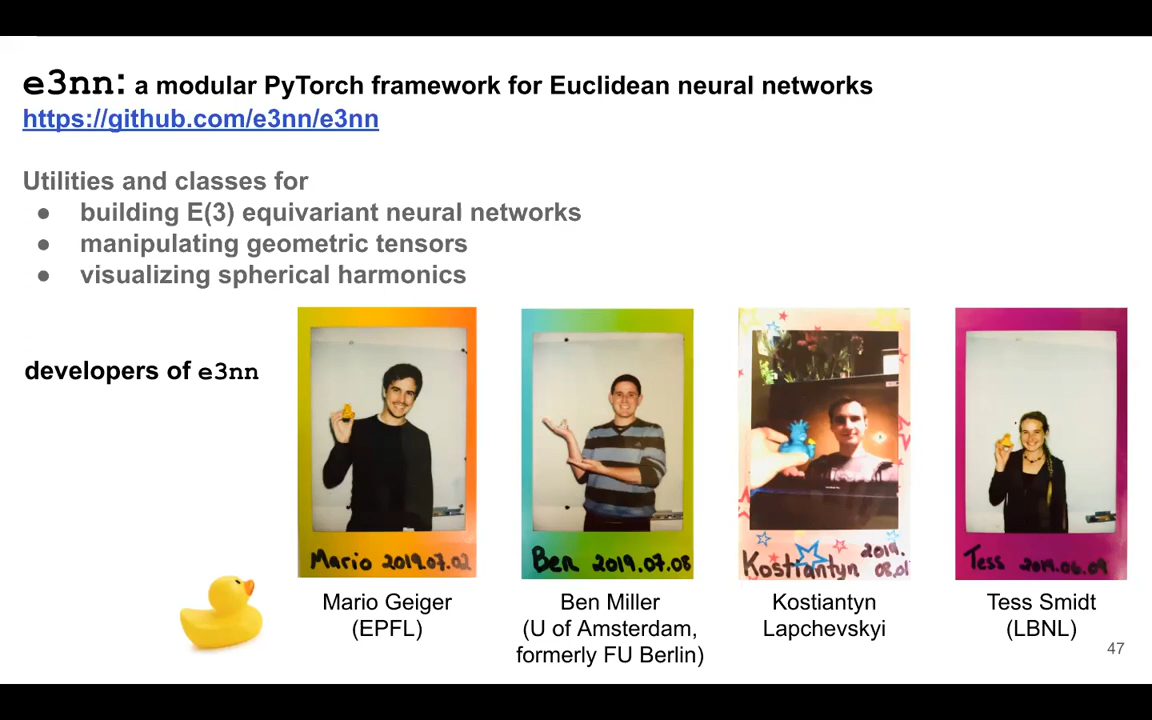 e3nn: a modular PyTorch framework for Euclidean neural networks
https://github.com/e3nn/e3nn
Utilities and classes for
● building E(3) equivariant neural networks
● manipulating geometric tensors
● visualizing spherical harmonics
developers of e3nn
Mario 2019.07.02
Ben 2019.07.08
Kostiantyn 2019.
08.01
Tess 2019.06.09
Mario Geiger
(EPFL)
Ben Miller
(U of Amsterdam,
formerly FU Berlin)
Kostiantyn
Lapchevskyi
Tess Smidt
(LBNL)
47